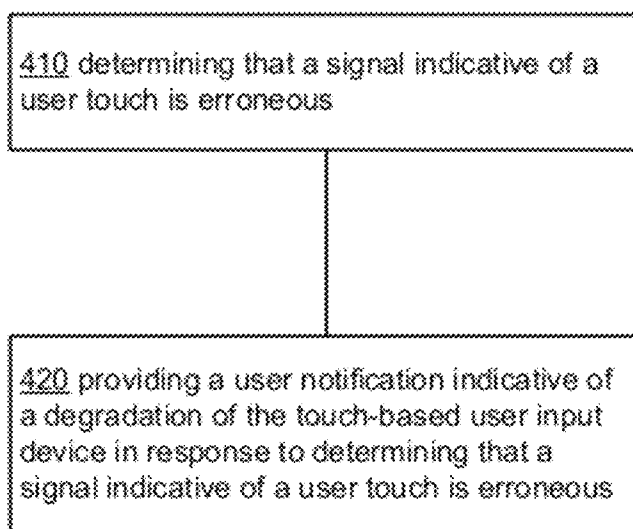 410 determining that a signal indicative of a
user touch is erroneous
420 providing a user notification indicative of
a degradation of the touch-based user input
device in response to determining that a
signal indicative of a user touch is erroneous